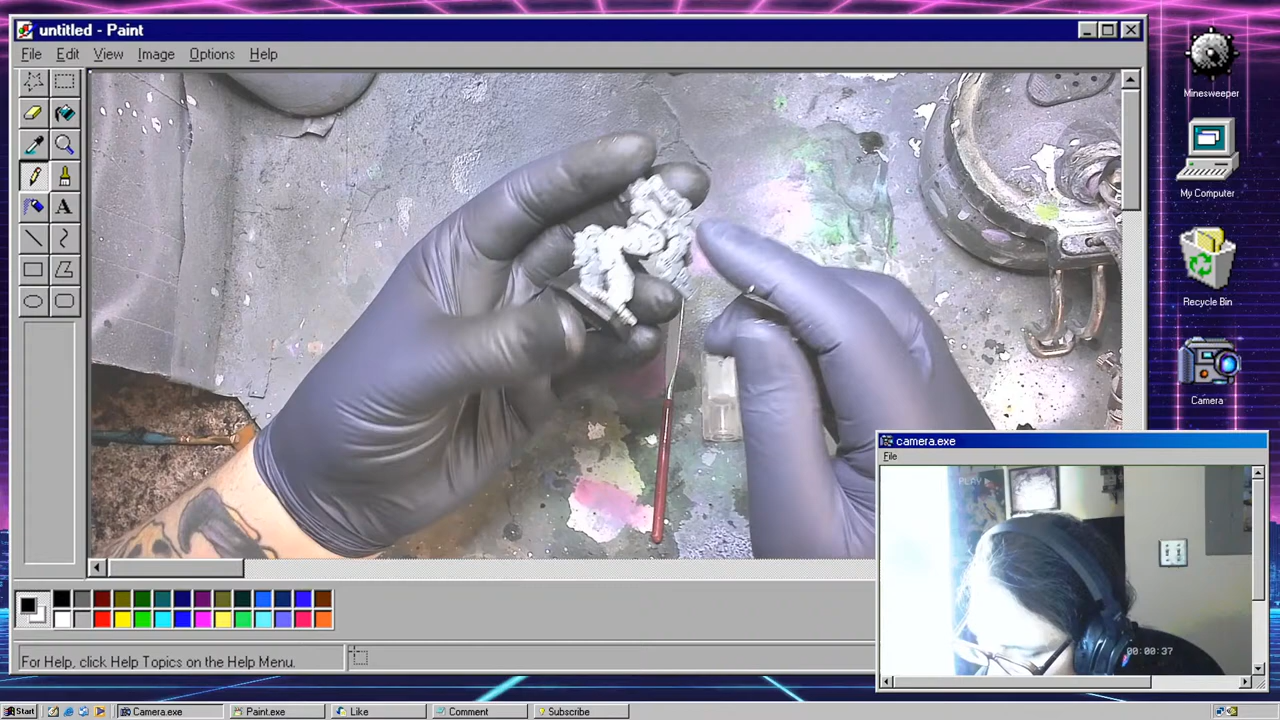 untitled - Paint
File Edit View Image Options Help
Minesweeper
My Computer
Recycle Bin
Camera
camera.exe
File
PLAY
00:00:37
For Help, click Help Topics on the Help Menu.
Start Camera.exe Paint.exe Like Comment Subscribe